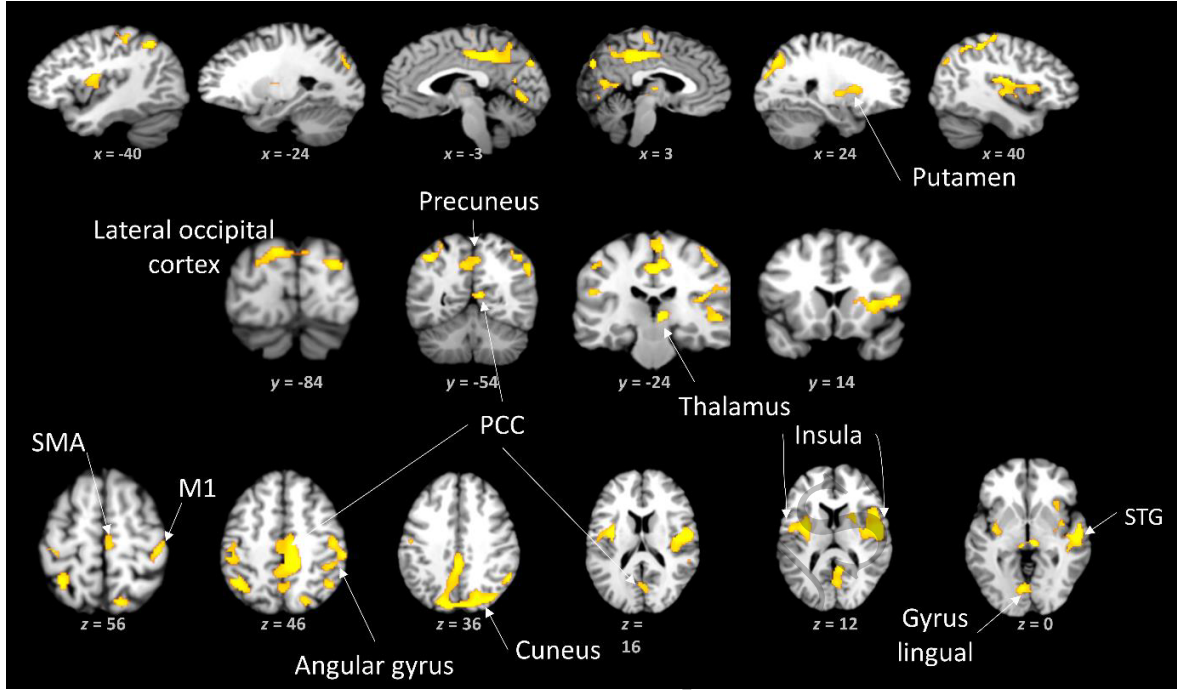 x = -40
x = -24
x = -3
x = 3
x = 24
x = 40
Putamen
Precuneus
Lateral occipital
cortex
y = -84
y = -54
y = -24
y = 14
Thalamus
PCC
Insula
SMA
M1
STG
z = 56
z = 46
z = 36
z =
16
z = 12
z = 0
Angular gyrus
Cuneus
Gyrus
lingual